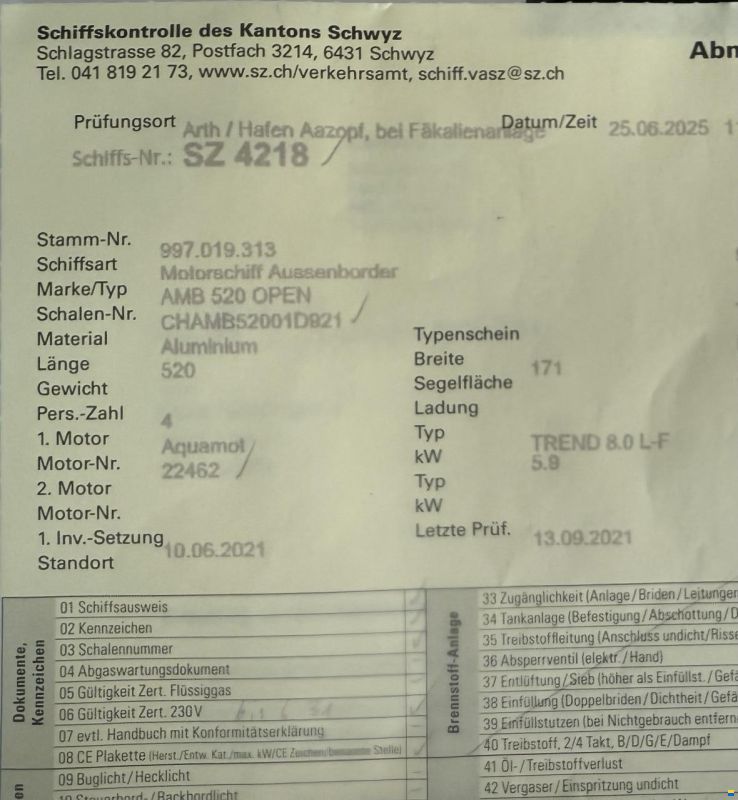 Schiffskontrolle des Kantons Schwyz
Schlagstrasse 82, Postfach 3214, 6431 Schwyz
Tel. 041 819 21 73, www.sz.ch/verkehrsamt, schiff.vasz@sz.ch
Abn
Prüfungsort Arth / Hafen Aazopf, bei Fäkalienanlage Datum/Zeit 25.06.2025 1
Schiffs-Nr.: SZ 4218
Stamm-Nr. 997.019.313
Schiffsart Motorschiff Aussenborder
Marke/Typ AMB 520 OPEN
Schalen-Nr. CHAMB52001D921
Material Aluminium Typenschein
Länge 520 Breite 171
Gewicht Segelfläche
Pers.-Zahl 4 Ladung
1. Motor Aquamot Typ TREND 8.0 L-F
Motor-Nr. 22462 kW 5.9
2. Motor Typ
Motor-Nr. kW
1. Inv.-Setzung 10.06.2021 Letzte Prüf. 13.09.2021
Standort
Dokumente, Kennzeichen
01 Schiffsausweis
02 Kennzeichen
03 Schalennummer
04 Abgaswartungsdokument
05 Gültigkeit Zert. Flüssiggas
06 Gültigkeit Zert. 230V
07 evtl. Handbuch mit Konformitätserklärung
08 CE Plakette (Herst./Entw. Kat./max. kW/CE Zeichen/benannte Stelle)
09 Buglicht/Hecklicht
10 Steuerbord-/Backbordlicht
Brennstoff-Anlage
33 Zugänglichkeit (Anlage/Briden/Leitungen
34 Tankanlage (Befestigung/Abschottung/D
35 Treibstoffleitung (Anschluss undicht/Risse
36 Absperrventil (elektr./Hand)
37 Entlüftung/Sieb (höher als Einfüllst./Gefä
38 Einfüllung (Doppelbriden/Dichtheit/Gefä
39 Einfüllstutzen (bei Nichtgebrauch entfern
40 Treibstoff, 2/4 Takt, B/D/G/E/Dampf
41 Öl-/Treibstoffverlust
42 Vergaser/Einspritzung undicht